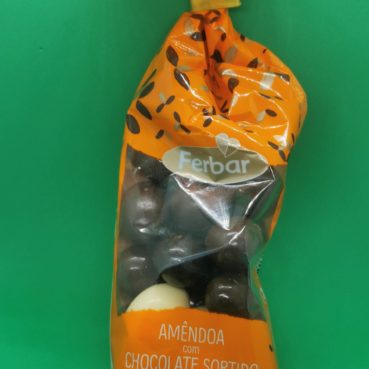 Ferbar
AMÊNDOA
com
CHOCOLATE SORTIDO